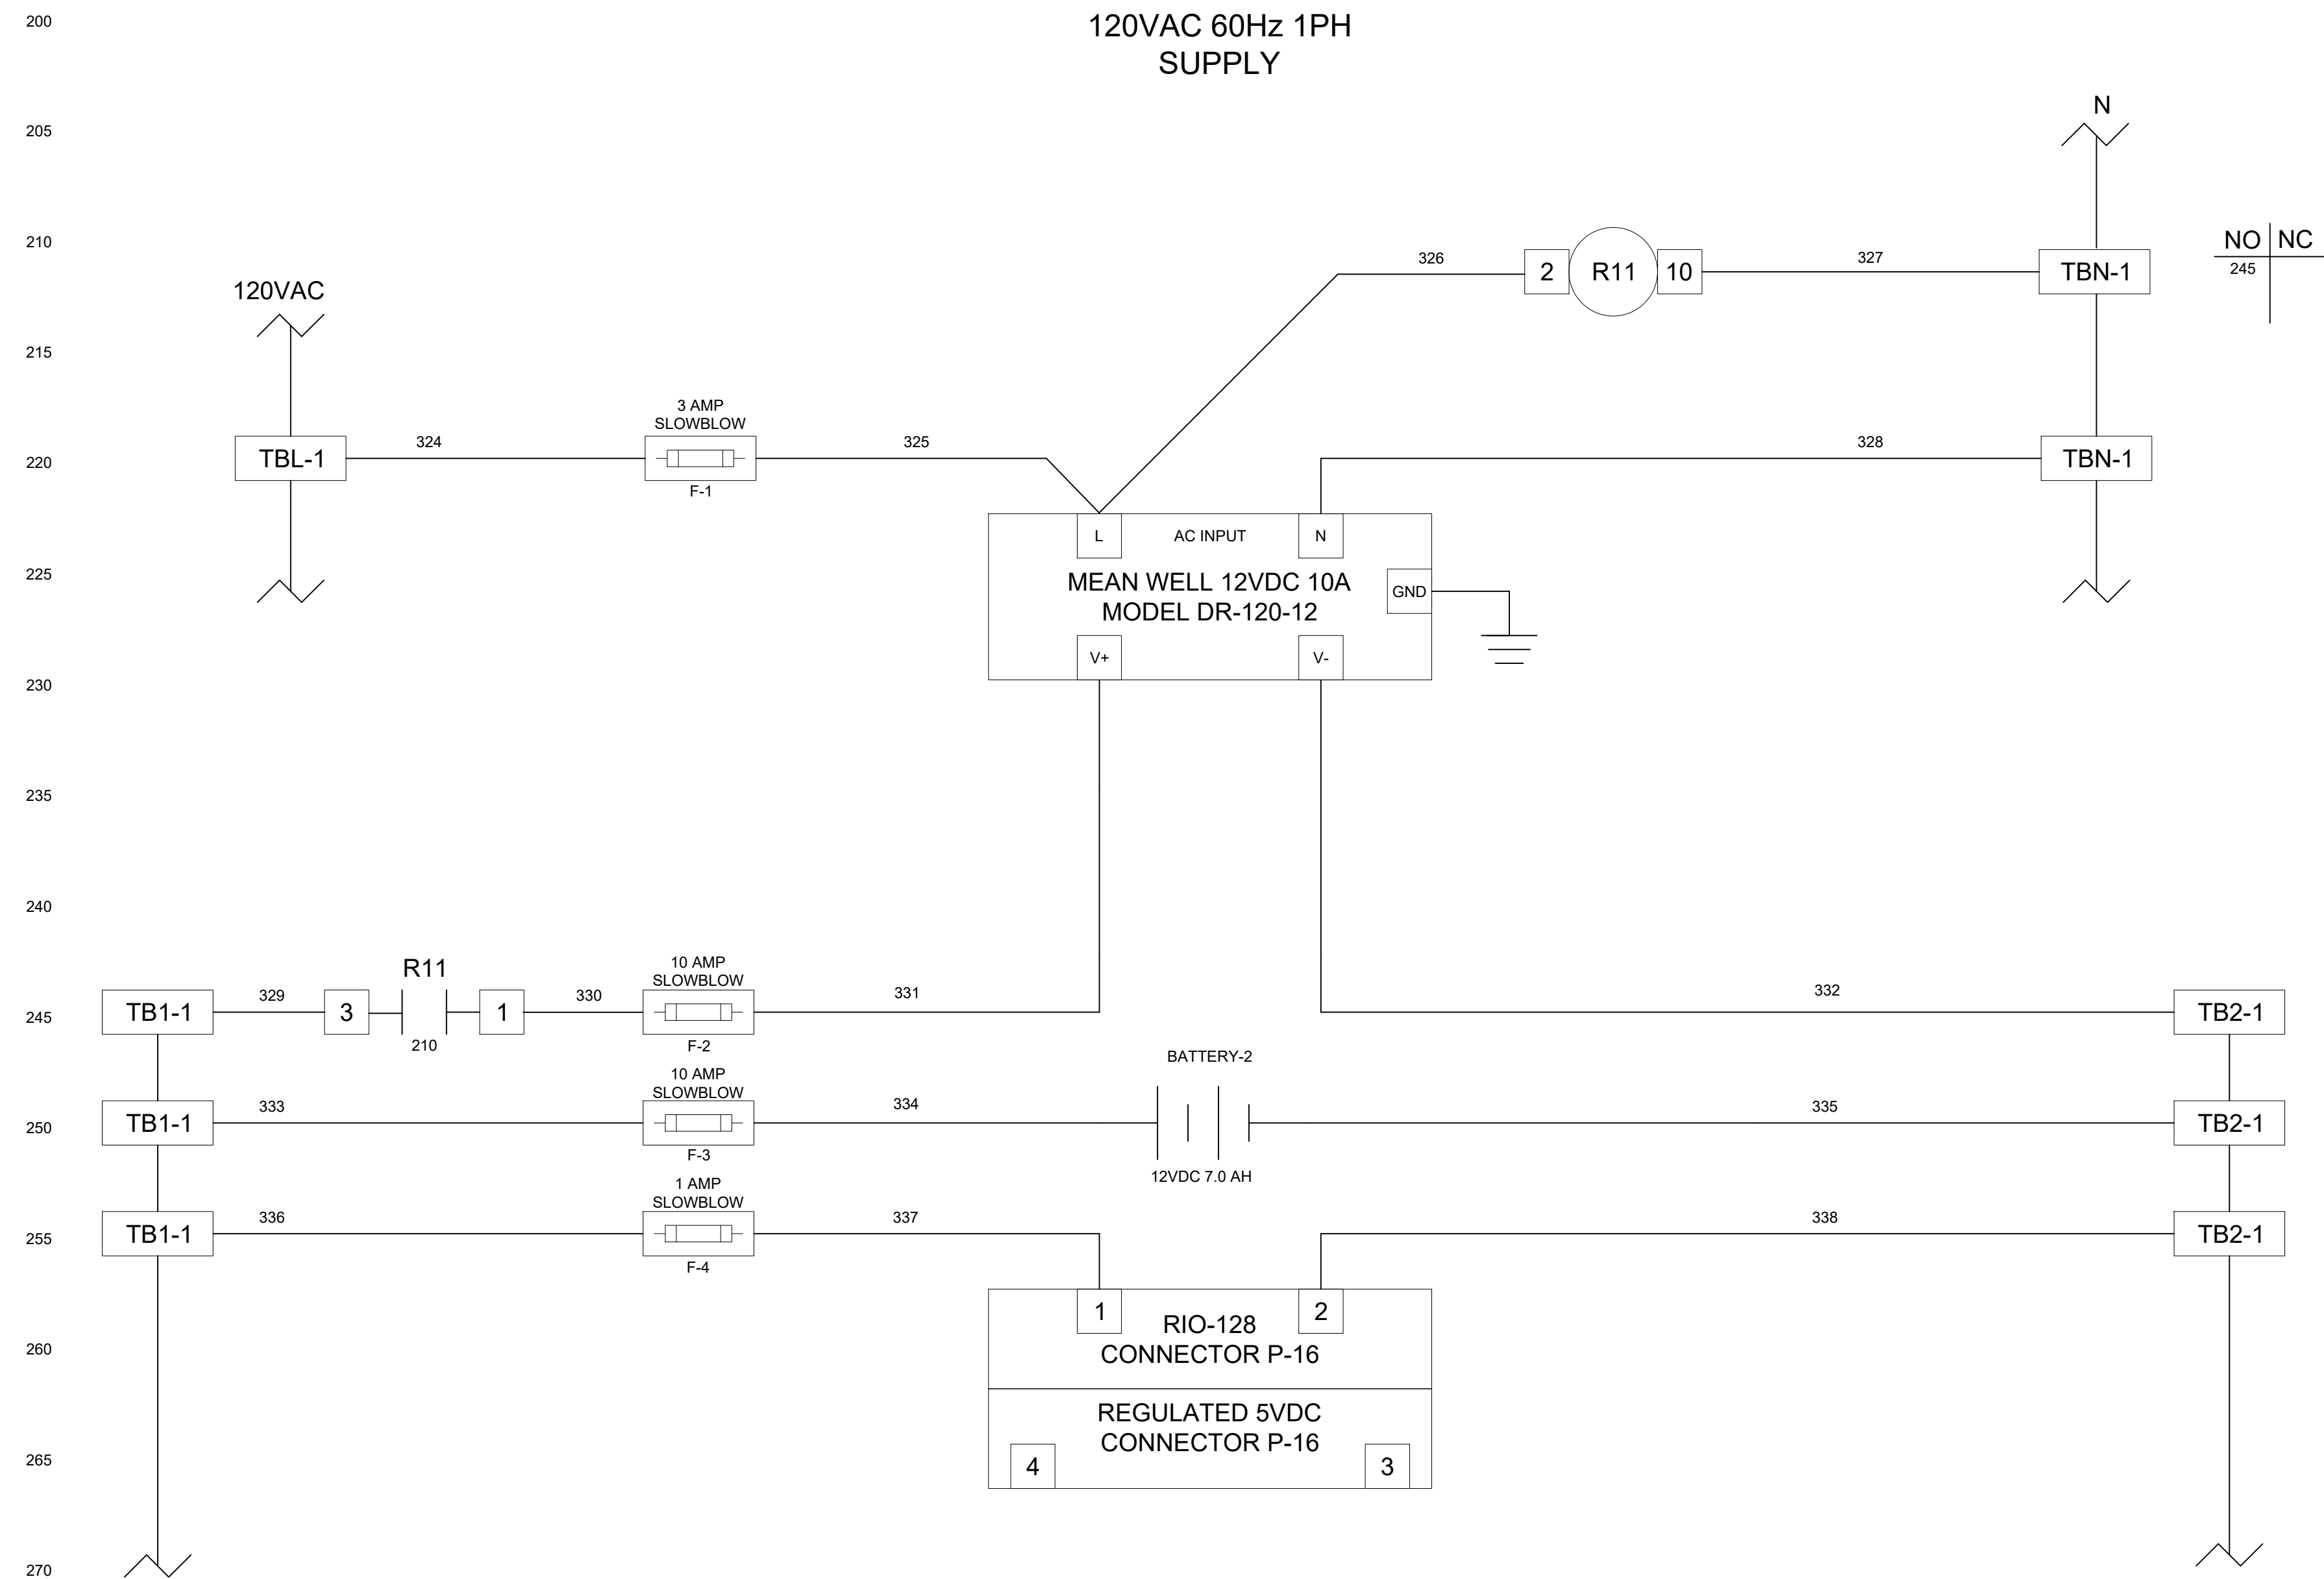 200
120VAC 60Hz 1PH
SUPPLY
N
205
210
NO NC
326
2 R11 10
327
TBN-1
245
120VAC
215
3 AMP
SLOWBLOW
TBL-1
324
325
328
TBN-1
220
F-1
L AC INPUT N
225
MEAN WELL 12VDC 10A
MODEL DR-120-12
GND
V+ V-
230
235
240
R11
10 AMP
SLOWBLOW
245
TB1-1
329
3
1
330
331
332
TB2-1
210
F-2
BATTERY-2
10 AMP
SLOWBLOW
250
TB1-1
333
334
335
TB2-1
F-3
12VDC 7.0 AH
1 AMP
SLOWBLOW
255
TB1-1
336
337
338
TB2-1
F-4
1 2
RIO-128
CONNECTOR P-16
260
REGULATED 5VDC
CONNECTOR P-16
265
4 3
270